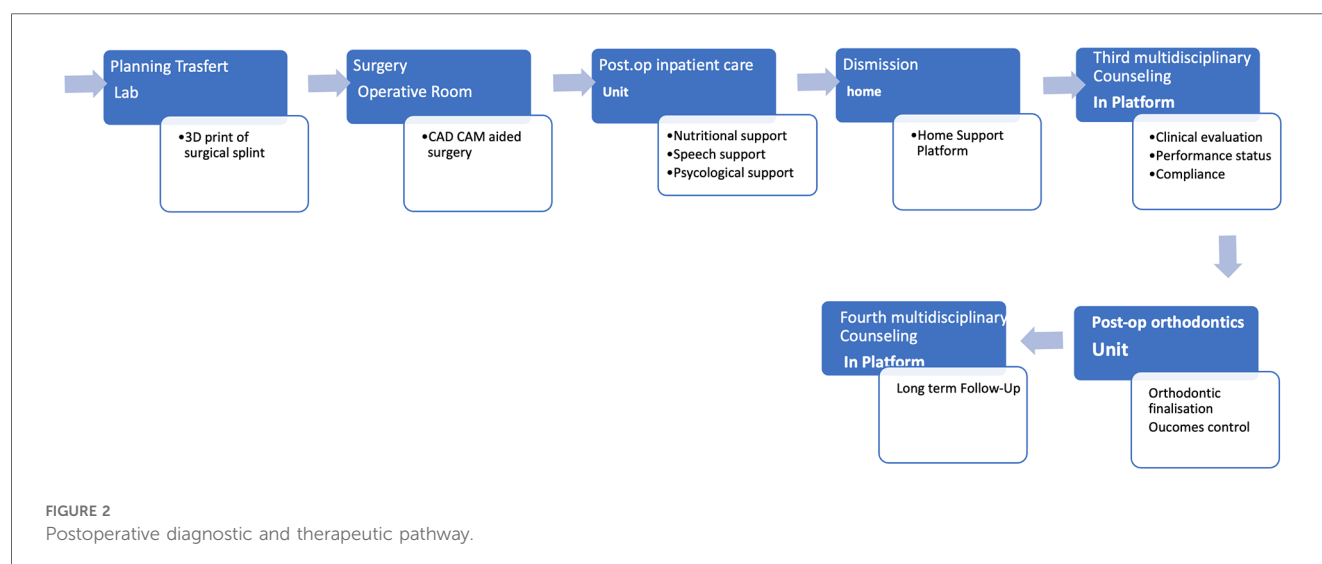 Planning Trasfert
Lab
•3D print of
surgical splint
Surgery
Operative Room
•CAD CAM aided
surgery
Post.op inpatient care
Unit
•Nutritional support
•Speech support
•Psycological support
Dismission
home
•Home Support
Platform
Third multidisciplinary
Counseling
In Platform
•Clinical evaluation
•Performance status
•Compliance
Post-op orthodontics
Unit
Orthodontic
finalisation
Oucomes control
Fourth multidisciplinary
Counseling
In Platform
Long term Follow-Up
FIGURE 2
Postoperative diagnostic and therapeutic pathway.